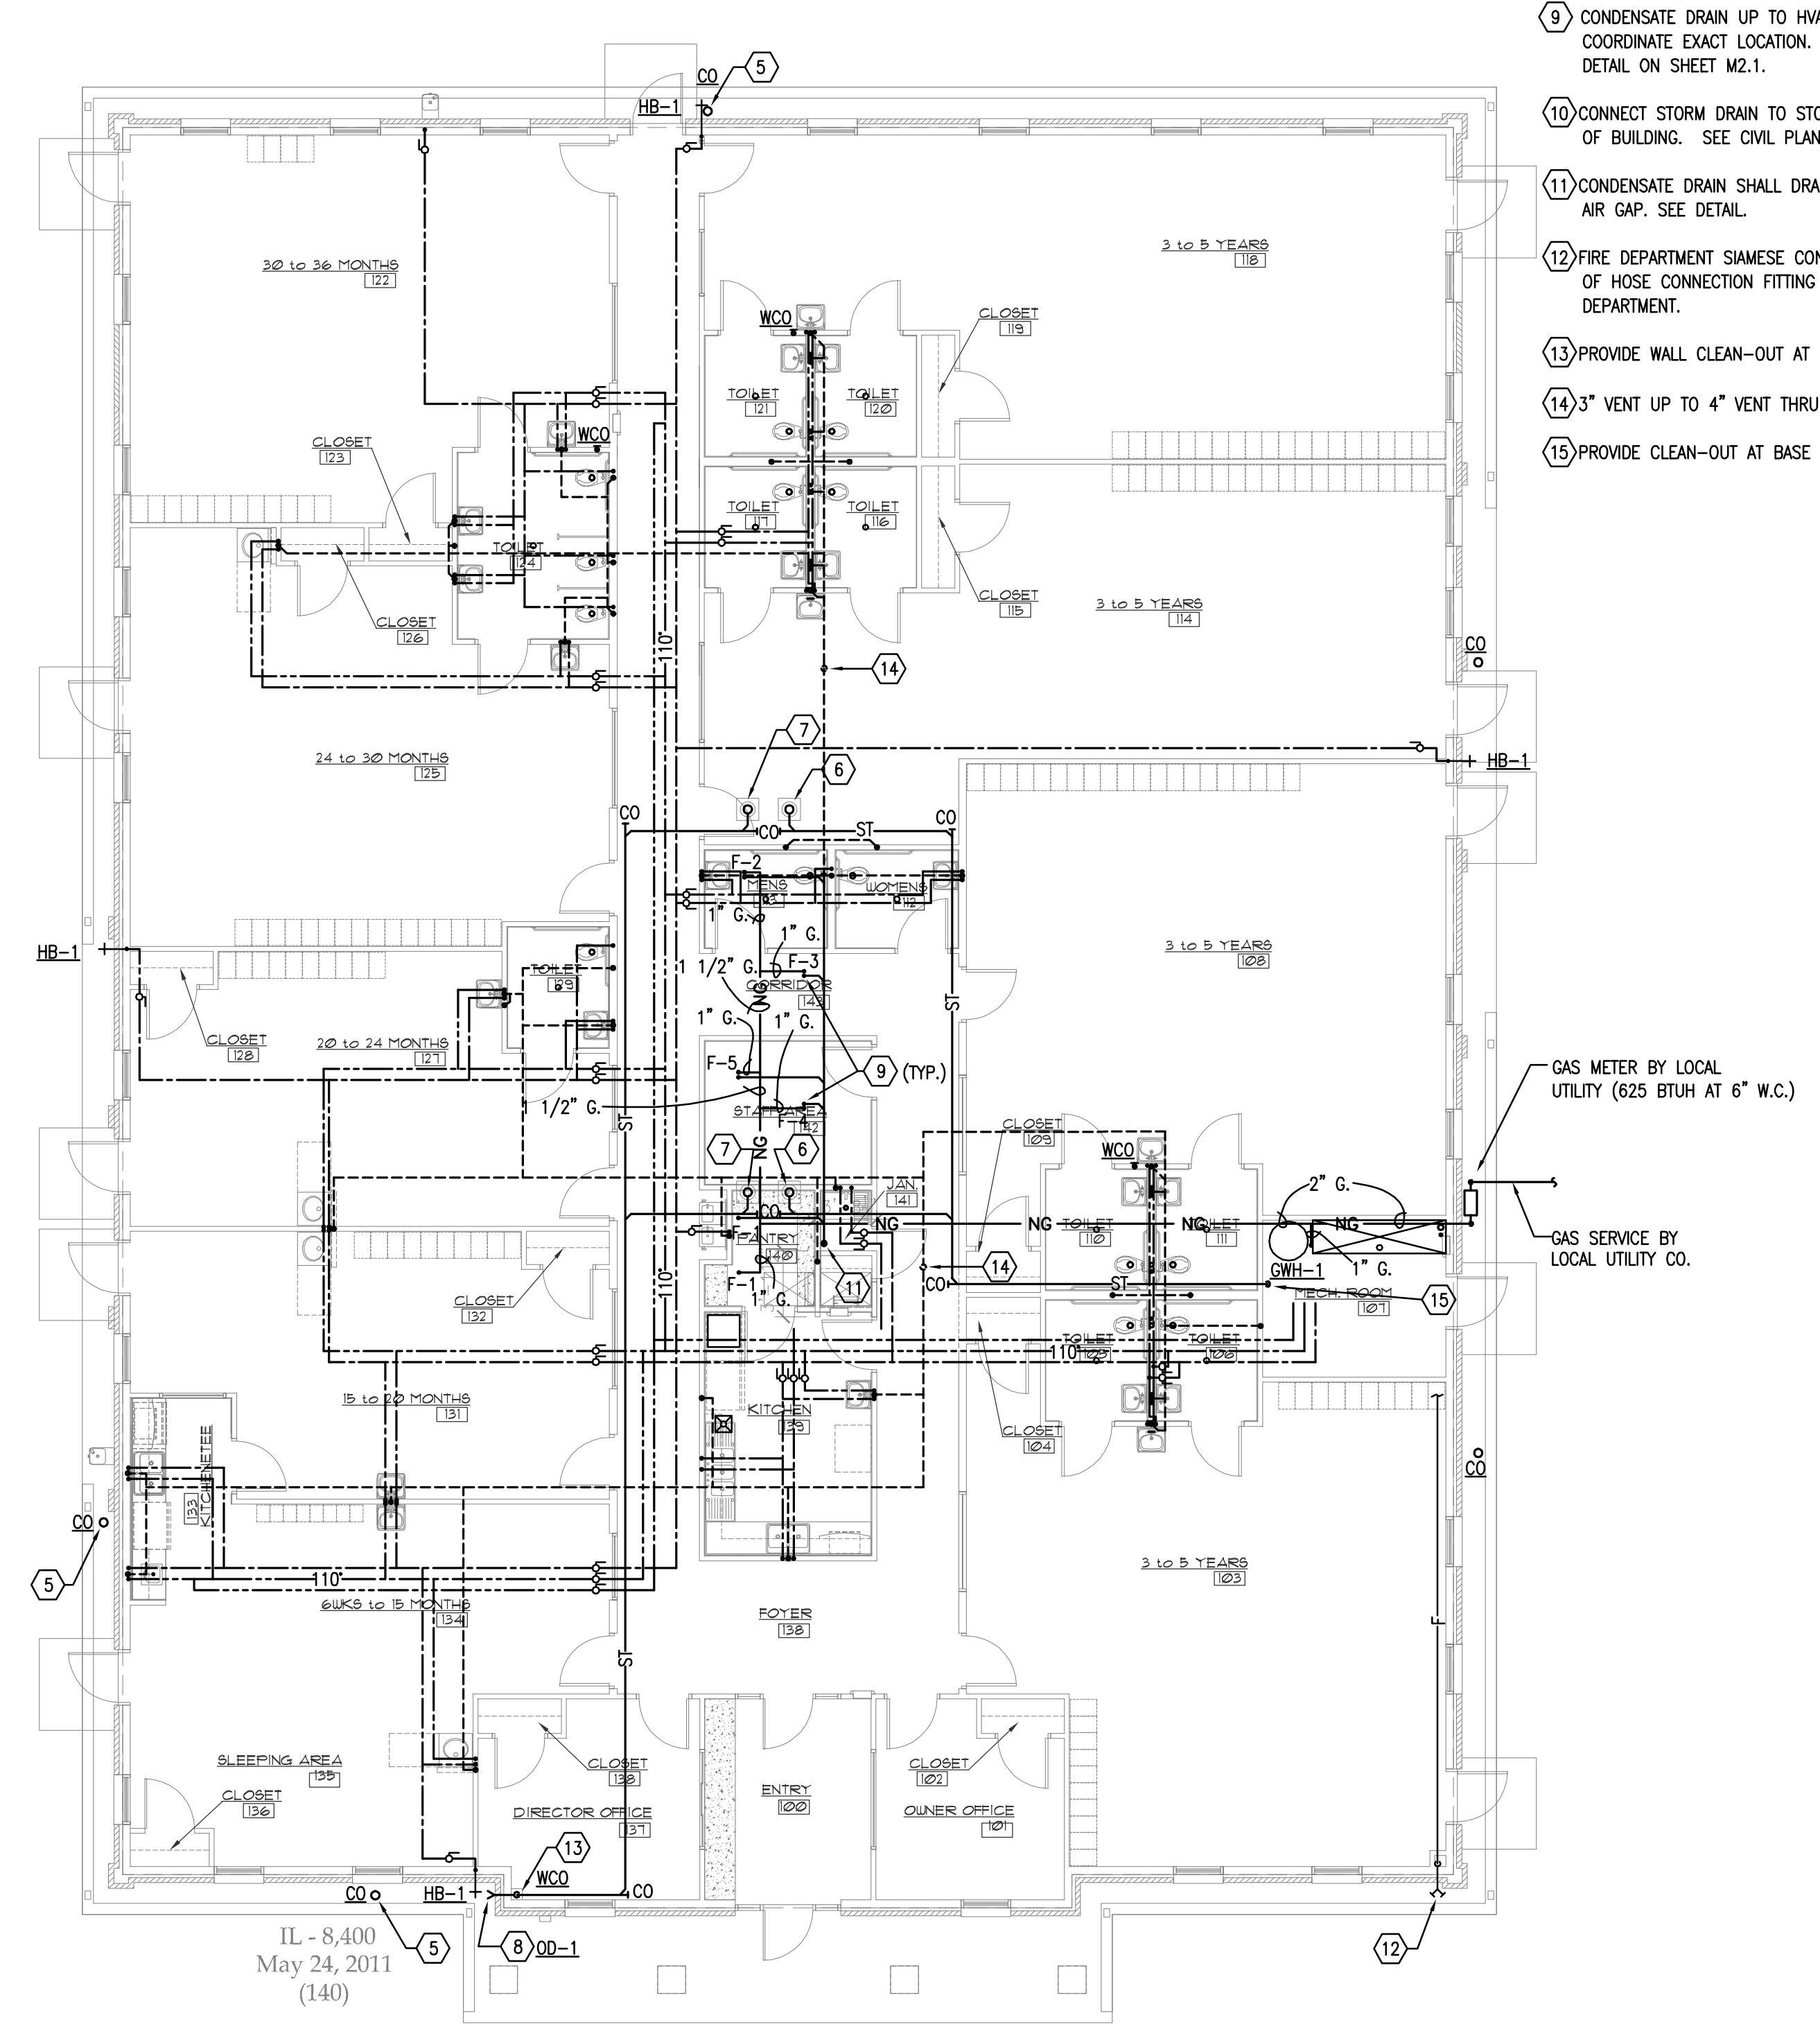 9 CONDENSATE DRAIN UP TO HVA
COORDINATE EXACT LOCATION.
DETAIL ON SHEET M2.1.
10 CONNECT STORM DRAIN TO STO
OF BUILDING. SEE CIVIL PLAN
11 CONDENSATE DRAIN SHALL DRA
AIR GAP. SEE DETAIL.
12 FIRE DEPARTMENT SIAMESE CON
OF HOSE CONNECTION FITTING
DEPARTMENT.
13 PROVIDE WALL CLEAN-OUT AT
14 3" VENT UP TO 4" VENT THRU
15 PROVIDE CLEAN-OUT AT BASE
CO
5
HB-1
30 to 36 MONTHS
122
3 to 5 YEARS
118
WCO
CLOSET
119
TOILET
121
TOILET
120
CLOSET
123
WCO
TOILET
117
TOILET
116
TOILET
124
CLOSET
126
CLOSET
115
3 to 5 YEARS
114
110°
14
CO
7
6
HB-1
24 to 30 MONTHS
125
CO
CO
ST
CO
F-2
MENS
113
WOMENS
112
1" G.
1" G.
HB-1
3 to 5 YEARS
108
TOILET
129
1 1/2" G.
F-3
CORRIDOR
143
NG
ST
1" G.
1" G.
CLOSET
128
20 to 24 MONTHS
127
F-5
9
(TYP.)
GAS METER BY LOCAL
UTILITY (625 BTUH AT 6" W.C.)
1 1/2" G.
STAFF AREA
142
F-4
ST
NG
CLOSET
109
WCO
7
6
JAN.
141
2" G.
CO
NG
NG
NG
NG
TOILET
110
TOILET
111
F-1
PANTRY
140
GAS SERVICE BY
LOCAL UTILITY CO.
14
GWH-1
1" G.
F-1
1" G.
11
CO
ST
MECH. ROOM
107
15
110°
CLOSET
132
TOILET
105
TOILET
106
110°
15 to 20 MONTHS
131
KITCHEN
139
CLOSET
104
KITCHENETEE
133
CO
CO
5
110°
6WKS to 15 MONTHS
134
3 to 5 YEARS
103
FOYER
138
F
ST
SLEEPING AREA
135
CLOSET
138
CLOSET
102
CLOSET
136
ENTRY
100
DIRECTOR OFFICE
137
OWNER OFFICE
101
13
WCO
CO
HB-1
CO
5
8
OD-1
12
IL - 8,400
May 24, 2011
(140)